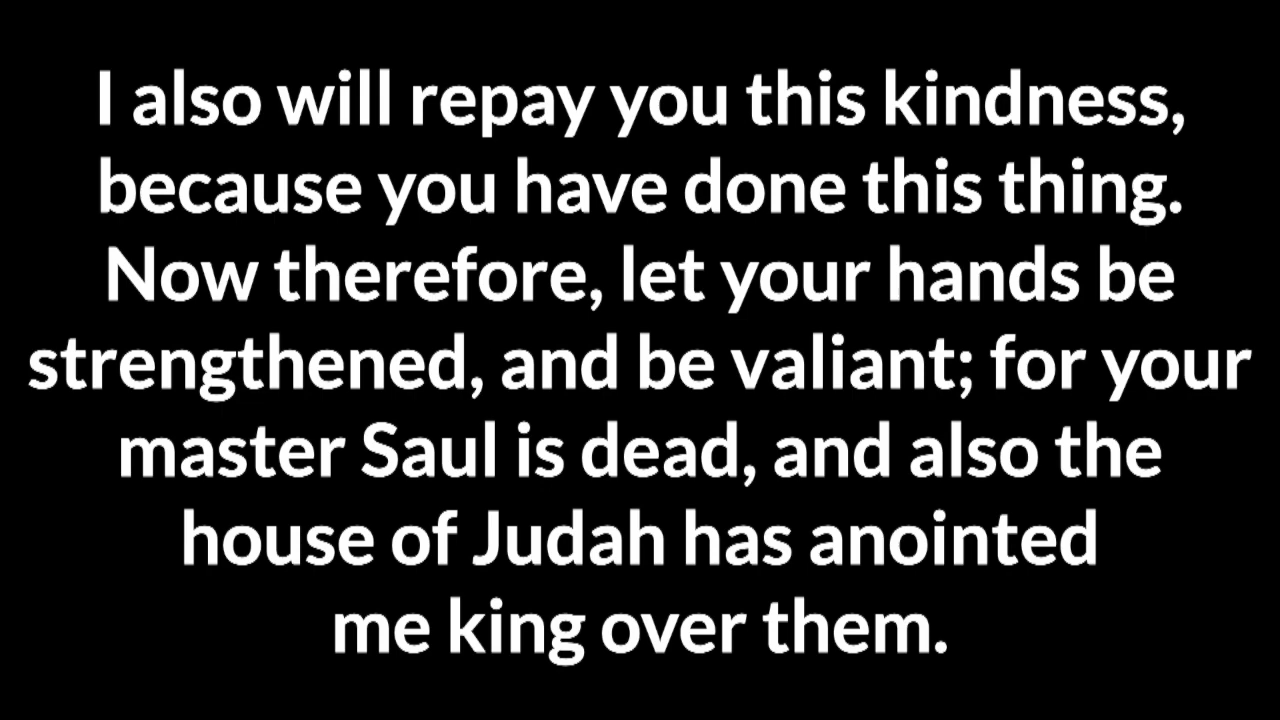 I also will repay you this kindness,
because you have done this thing.
Now therefore, let your hands be
strengthened, and be valiant; for your
master Saul is dead, and also the
house of Judah has anointed
me king over them.